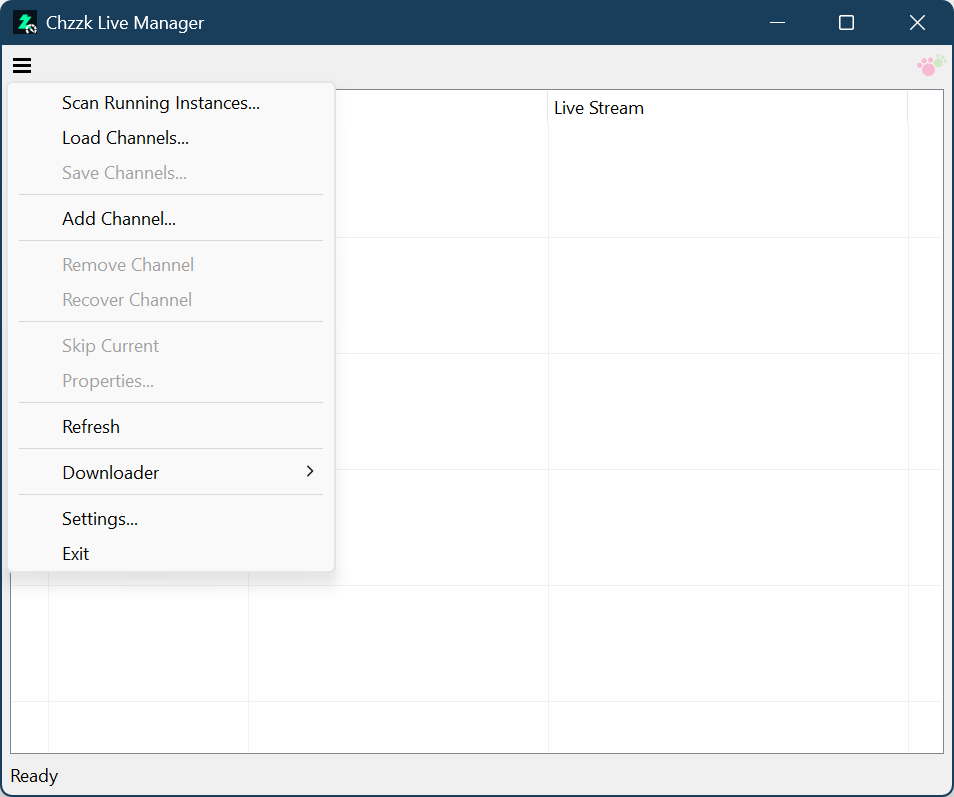 Chzzk Live Manager
Scan Running Instances...
Load Channels...
Save Channels...
Add Channel...
Remove Channel
Recover Channel
Skip Current
Properties...
Refresh
Downloader
Settings...
Exit
Live Stream
Ready